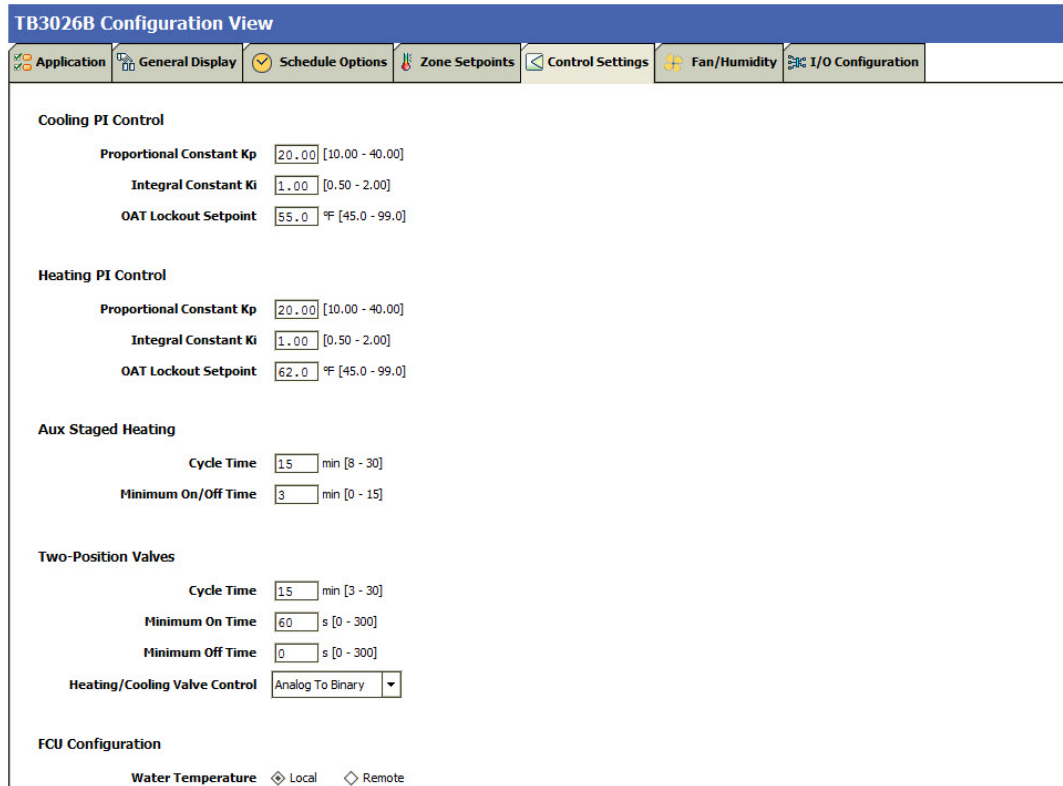 TB3026B Configuration View
Application General Display Schedule Options Zone Setpoints Control Settings Fan/Humidity I/O Configuration
Cooling PI Control
Proportional Constant Kp 20.00 [10.00 - 40.00]
Integral Constant Ki 1.00 [0.50 - 2.00]
OAT Lockout Setpoint 55.0 °F [45.0 - 99.0]
Heating PI Control
Proportional Constant Kp 20.00 [10.00 - 40.00]
Integral Constant Ki 1.00 [0.50 - 2.00]
OAT Lockout Setpoint 62.0 °F [45.0 - 99.0]
Aux Staged Heating
Cycle Time 15 min [8 - 30]
Minimum On/Off Time 3 min [0 - 15]
Two-Position Valves
Cycle Time 15 min [3 - 30]
Minimum On Time 60 s [0 - 300]
Minimum Off Time 0 s [0 - 300]
Heating/Cooling Valve Control Analog To Binary
FCU Configuration
Water Temperature Local Remote